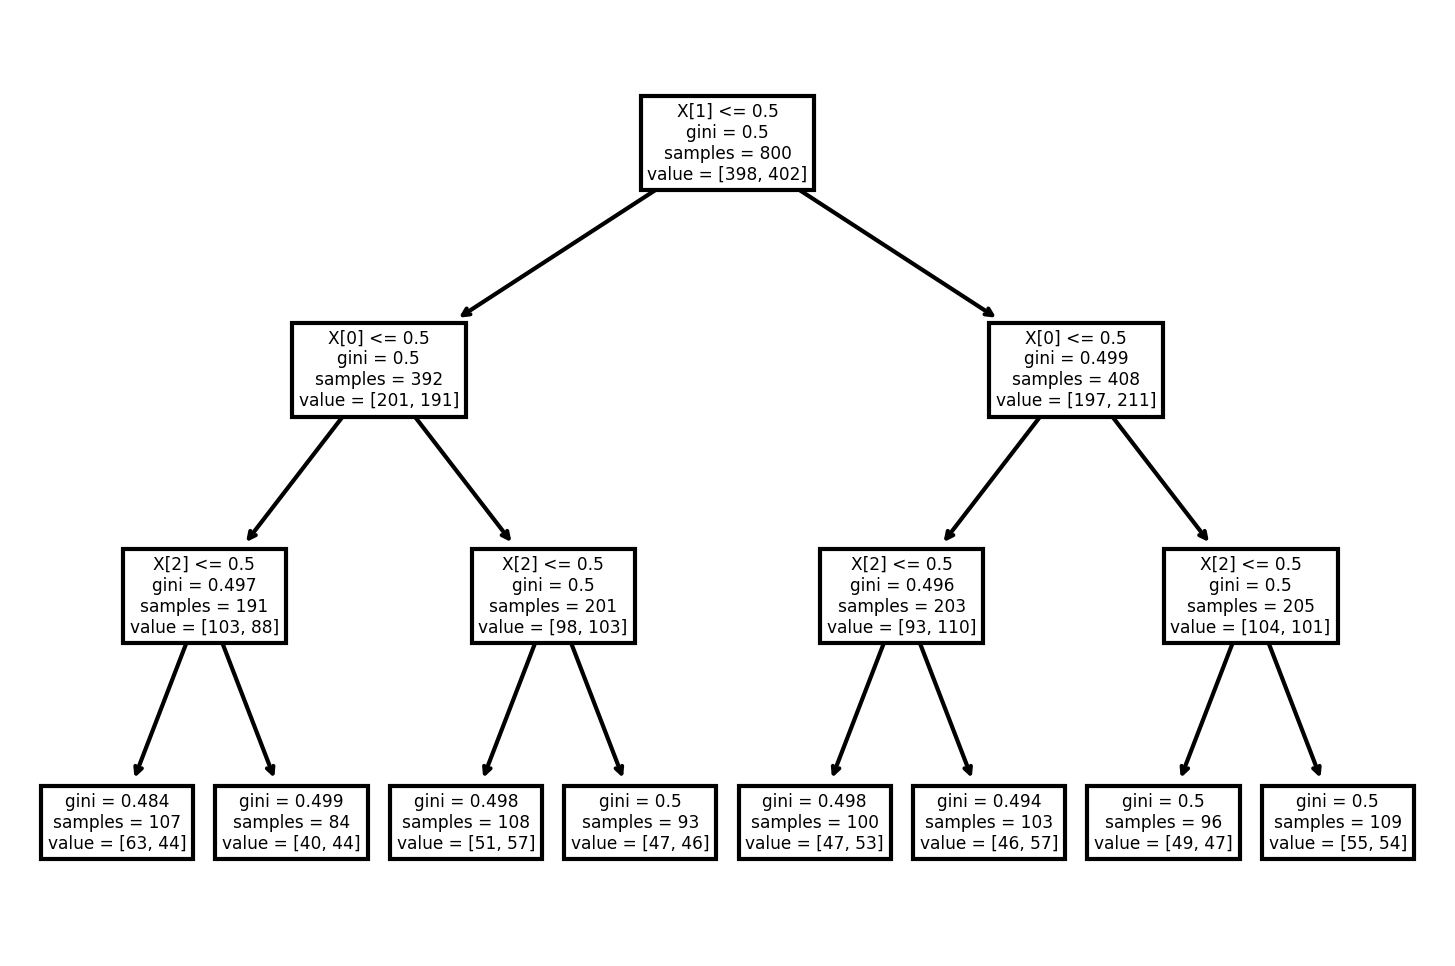 X[1] <= 0.5
gini = 0.5
samples = 800
value = [398, 402]
X[0] <= 0.5
gini = 0.5
samples = 392
value = [201, 191]
X[0] <= 0.5
gini = 0.499
samples = 408
value = [197, 211]
X[2] <= 0.5
gini = 0.497
samples = 191
value = [103, 88]
X[2] <= 0.5
gini = 0.5
samples = 201
value = [98, 103]
X[2] <= 0.5
gini = 0.496
samples = 203
value = [93, 110]
X[2] <= 0.5
gini = 0.5
samples = 205
value = [104, 101]
gini = 0.484
samples = 107
value = [63, 44]
gini = 0.499
samples = 84
value = [40, 44]
gini = 0.498
samples = 108
value = [51, 57]
gini = 0.5
samples = 93
value = [47, 46]
gini = 0.498
samples = 100
value = [47, 53]
gini = 0.494
samples = 103
value = [46, 57]
gini = 0.5
samples = 96
value = [49, 47]
gini = 0.5
samples = 109
value = [55, 54]